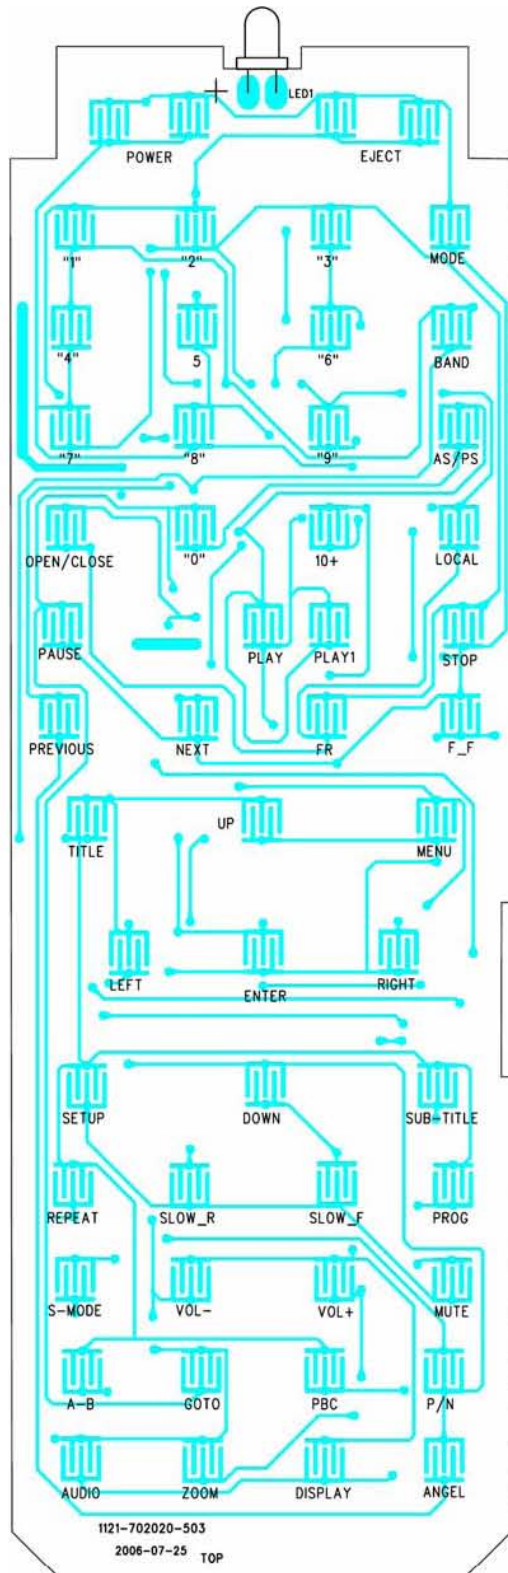 LED1
POWER EJECT
"1" "2" "3" MODE
"4" 5 "6" BAND
"7" "8" "9" AS/PS
OPEN/CLOSE "0" 10+ LOCAL
PAUSE PLAY PLAY1 STOP
PREVIOUS NEXT FR F_F
TITLE UP MENU
LEFT ENTER RIGHT
SETUP DOWN SUB-TITLE
REPEAT SLOW_R SLOW_F PROG
S-MODE VOL- VOL+ MUTE
A-B GOTO PBC P/N
AUDIO ZOOM DISPLAY ANGEL
1121-702020-503
2006-07-25 TOP